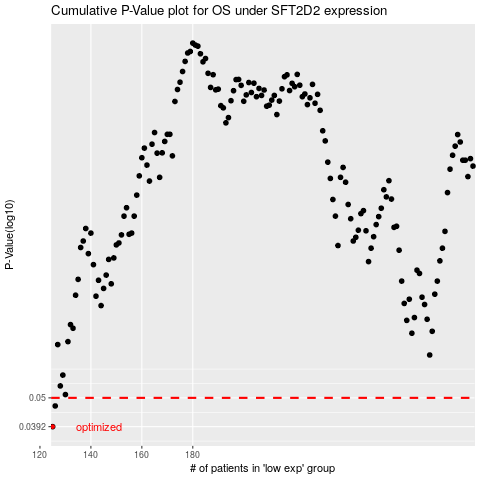 Cumulative P-Value plot for OS under SFT2D2 expression
P-Value(log10)
0.05
0.0392
optimized
120 140 160 180
# of patients in 'low exp' group